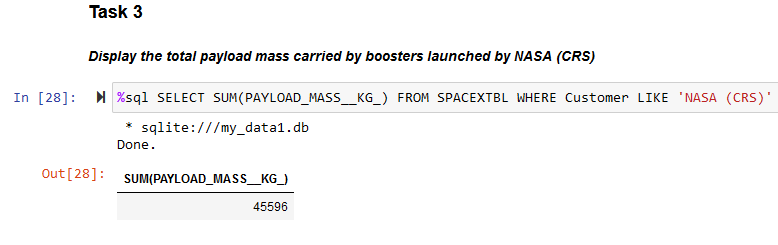 Task 3
Display the total payload mass carried by boosters launched by NASA (CRS)
In [28]: %sql SELECT SUM(PAYLOAD_MASS__KG_) FROM SPACEXTBL WHERE Customer LIKE 'NASA (CRS)'
* sqlite:///my_data1.db
Done.
Out[28]: SUM(PAYLOAD_MASS__KG_)
45596